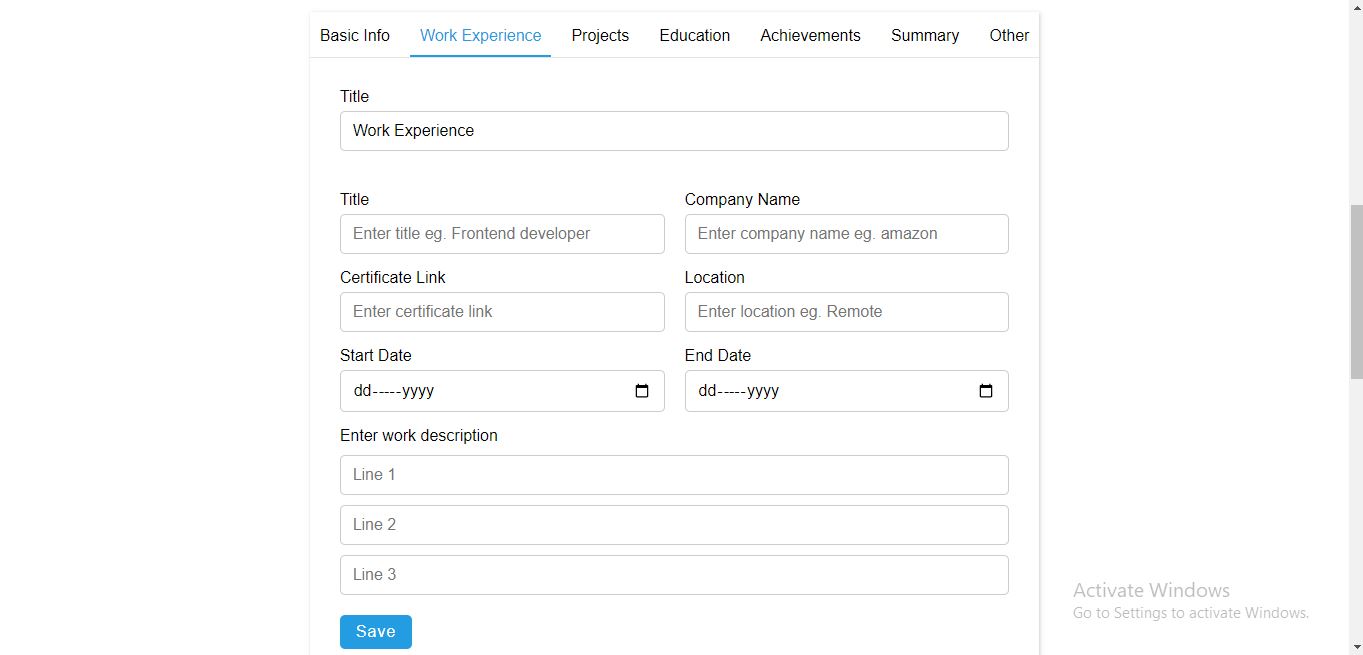 Basic Info Work Experience Projects Education Achievements Summary Other
Title
Work Experience
Title Company Name
Enter title eg. Frontend developer Enter company name eg. amazon
Certificate Link Location
Enter certificate link Enter location eg. Remote
Start Date End Date
dd-----yyyy dd-----yyyy
Enter work description
Line 1
Line 2
Line 3
Save
Activate Windows
Go to Settings to activate Windows.